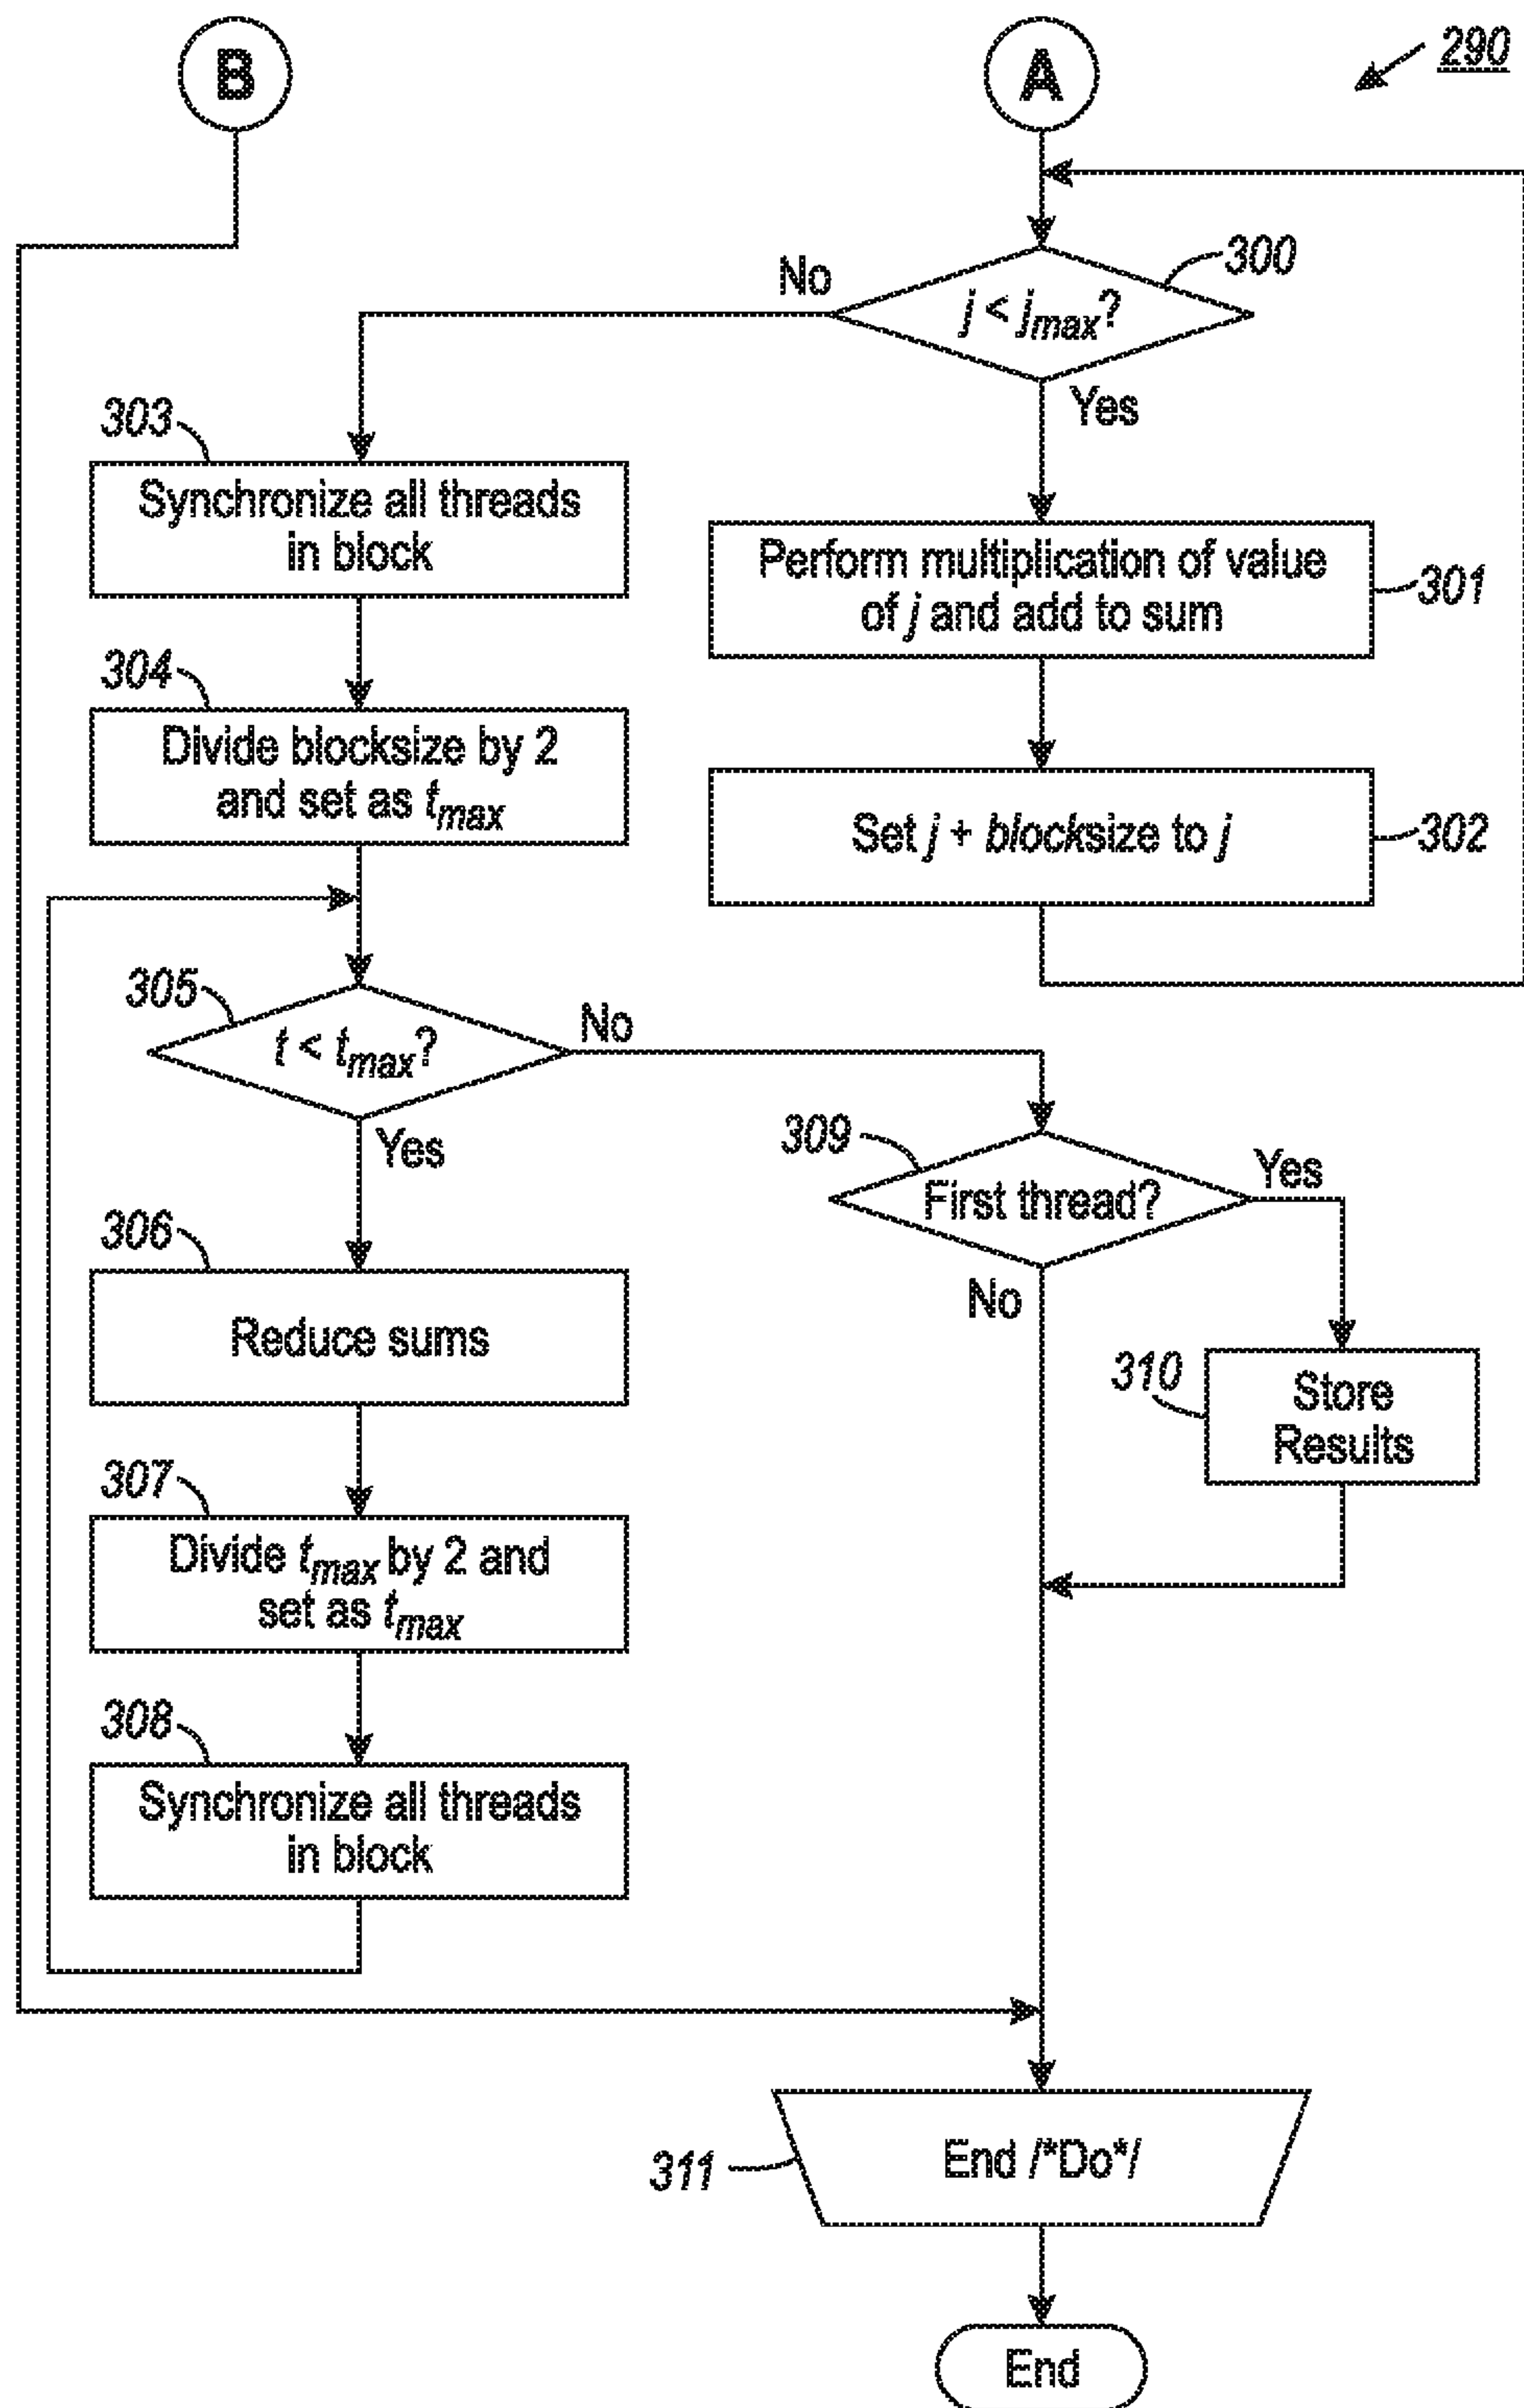 B
A
290
300
No
j < jmax?
Yes
303
Synchronize all threads
in block
Perform multiplication of value
of j and add to sum
301
304
Divide blocksize by 2
and set as tmax
Set j + blocksize to j
302
305
t < tmax?
No
Yes
309
First thread?
Yes
No
306
Reduce sums
310
Store
Results
307
Divide tmax by 2 and
set as tmax
308
Synchronize all threads
in block
311
End /*Do*/
End